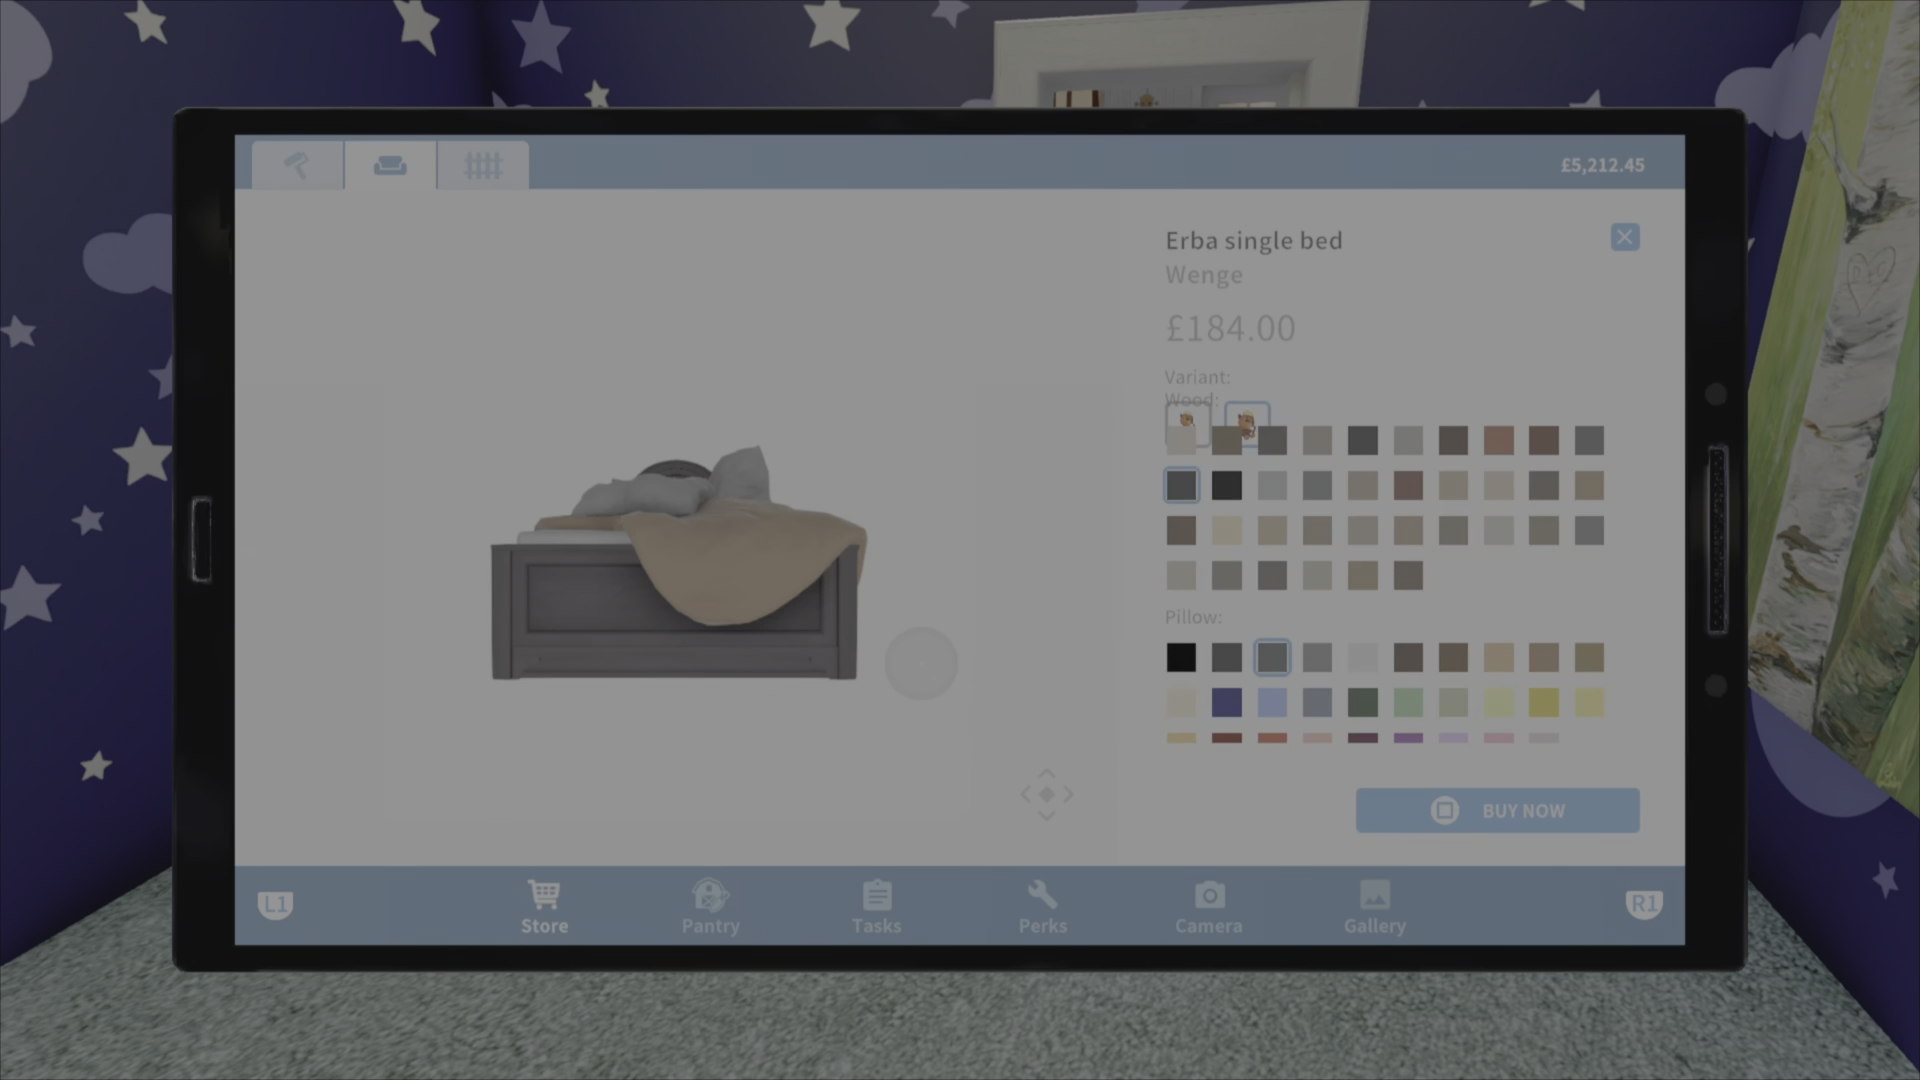 £5,212.45
Erba single bed
Wenge
£184.00
Variant:
Wood:
Pillow:
BUY NOW
L1
Store
Pantry
Tasks
Perks
Camera
Gallery
R1